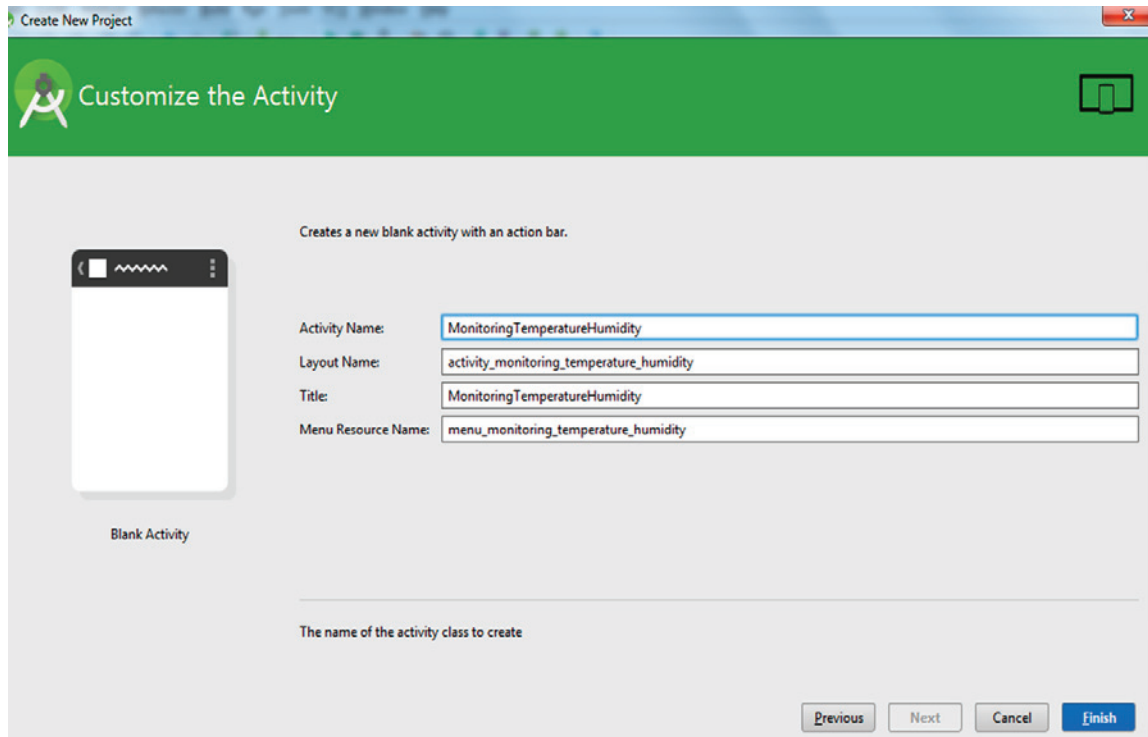 Create New Project
Customize the Activity
Creates a new blank activity with an action bar.
Activity Name: MonitoringTemperatureHumidity
Layout Name: activity_monitoring_temperature_humidity
Title: MonitoringTemperatureHumidity
Menu Resource Name: menu_monitoring_temperature_humidity
Blank Activity
The name of the activity class to create
Previous Next Cancel Finish